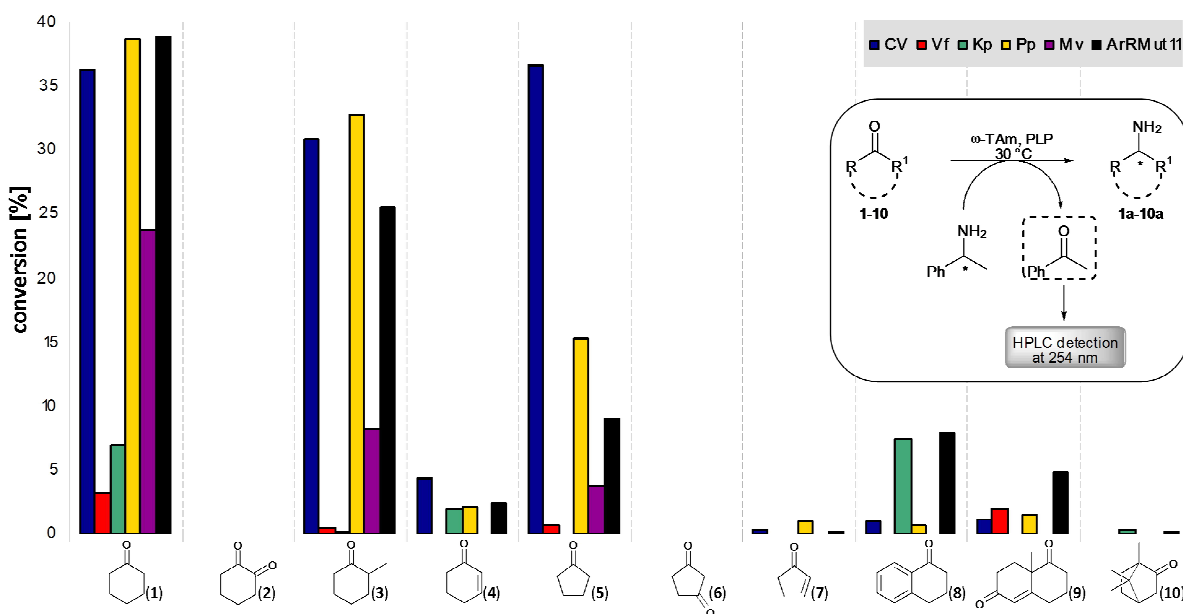 40
35
30
25
20
15
10
5
0
conversion [%]
CV Vf Kp Pp Mv ArRMut11
O
R R¹
1-10
ω-TAm, PLP
30 °C
NH₂
R * R¹
1a-10a
NH₂
Ph *
O
Ph
HPLC detection
at 254 nm
O (1)
O O (2)
O (3)
O (4)
O (5)
O O (6)
O (7)
O (8)
O O (9)
O (10)